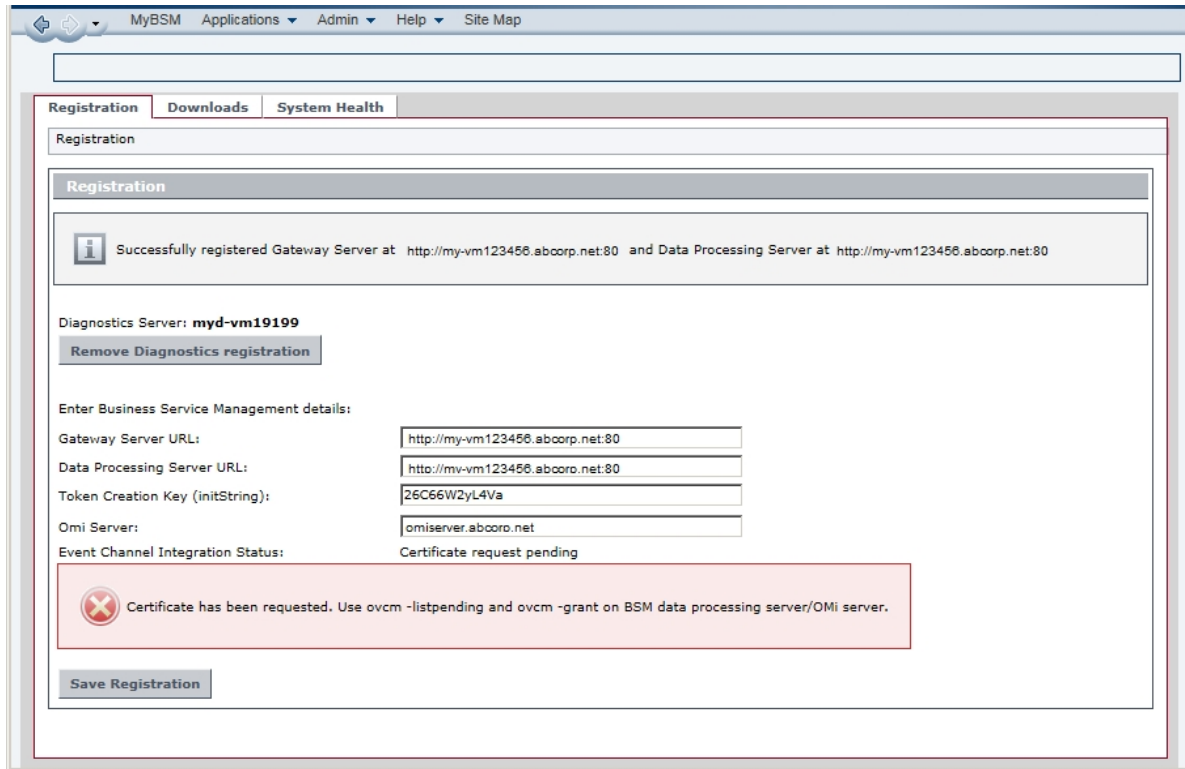 MyBSM Applications Admin Help Site Map
Registration Downloads System Health
Registration
Registration
Successfully registered Gateway Server at http://my-vm123456.abcorp.net:80 and Data Processing Server at http://my-vm123456.abcorp.net:80
Diagnostics Server: myd-vm19199
Remove Diagnostics registration
Enter Business Service Management details:
Gateway Server URL: http://my-vm123456.abcorp.net:80
Data Processing Server URL: http://my-vm123456.abcorp.net:80
Token Creation Key (initString): 26C66W2yL4Va
Omi Server: omiserver.abcorp.net
Event Channel Integration Status: Certificate request pending
Certificate has been requested. Use ovcm -listpending and ovcm -grant on BSM data processing server/OMi server.
Save Registration